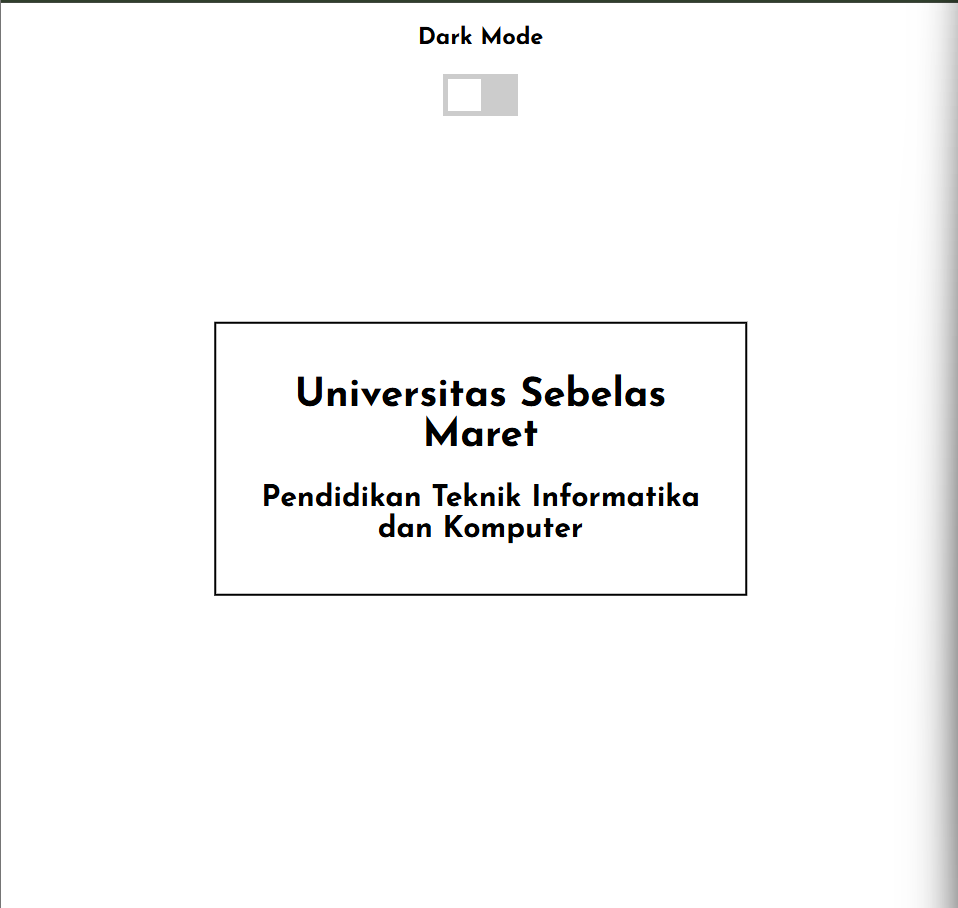 Dark Mode
Universitas Sebelas
Maret
Pendidikan Teknik Informatika
dan Komputer